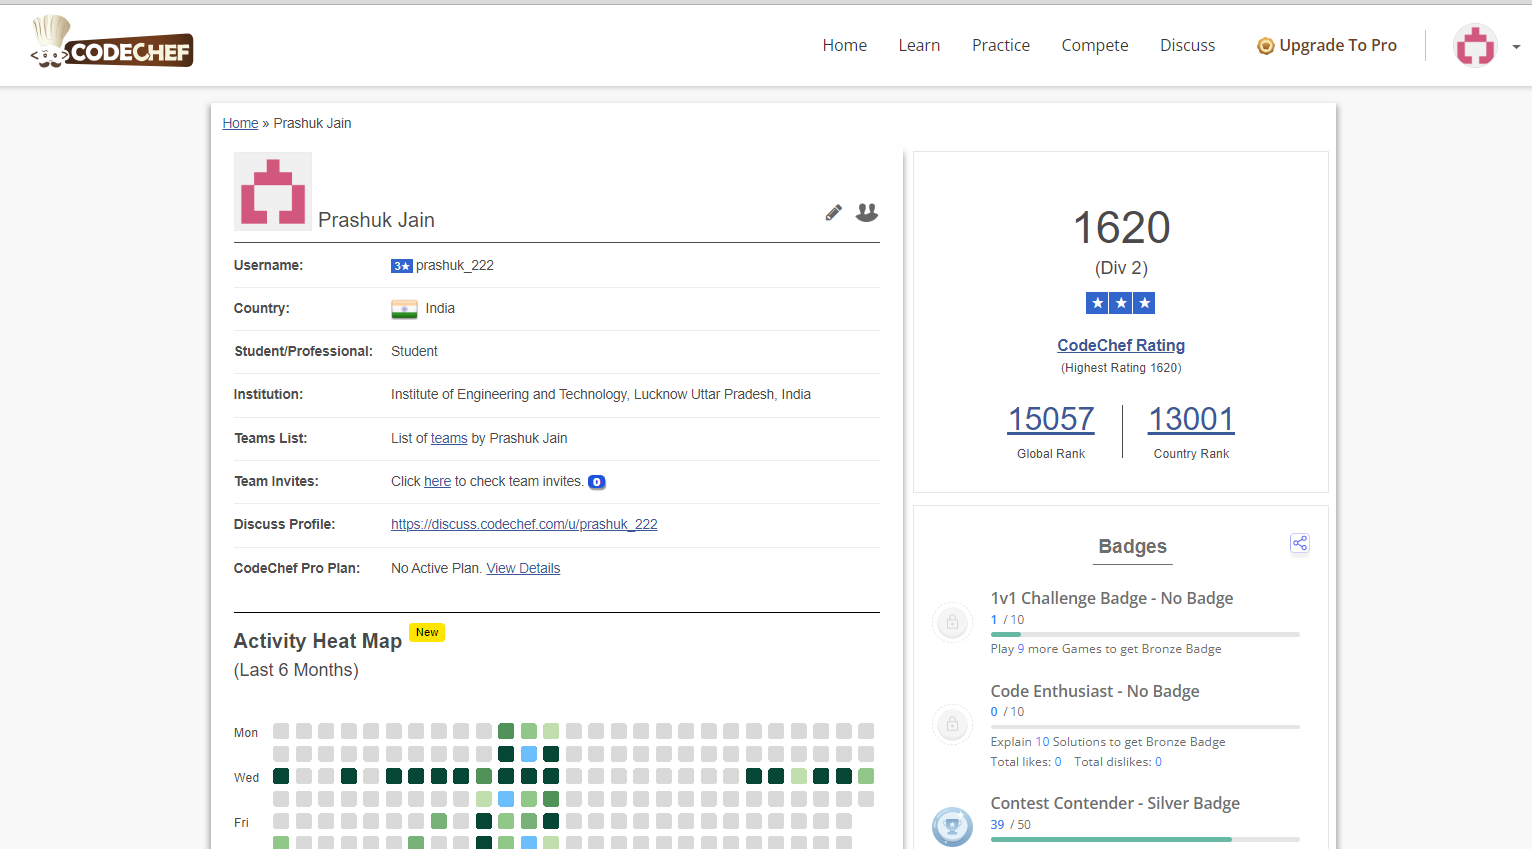 CODECHEF
Home Learn Practice Compete Discuss Upgrade To Pro
Home » Prashuk Jain
Prashuk Jain
Username: 3★ prashuk_222
Country: India
Student/Professional: Student
Institution: Institute of Engineering and Technology, Lucknow Uttar Pradesh, India
Teams List: List of teams by Prashuk Jain
Team Invites: Click here to check team invites. 0
Discuss Profile: https://discuss.codechef.com/u/prashuk_222
CodeChef Pro Plan: No Active Plan. View Details
Activity Heat Map New
(Last 6 Months)
Mon
Wed
Fri
1620
(Div 2)
★★★
CodeChef Rating
(Highest Rating 1620)
15057 13001
Global Rank Country Rank
Badges
1v1 Challenge Badge - No Badge
1 / 10
Play 9 more Games to get Bronze Badge
Code Enthusiast - No Badge
0 / 10
Explain 10 Solutions to get Bronze Badge
Total likes: 0 Total dislikes: 0
Contest Contender - Silver Badge
39 / 50